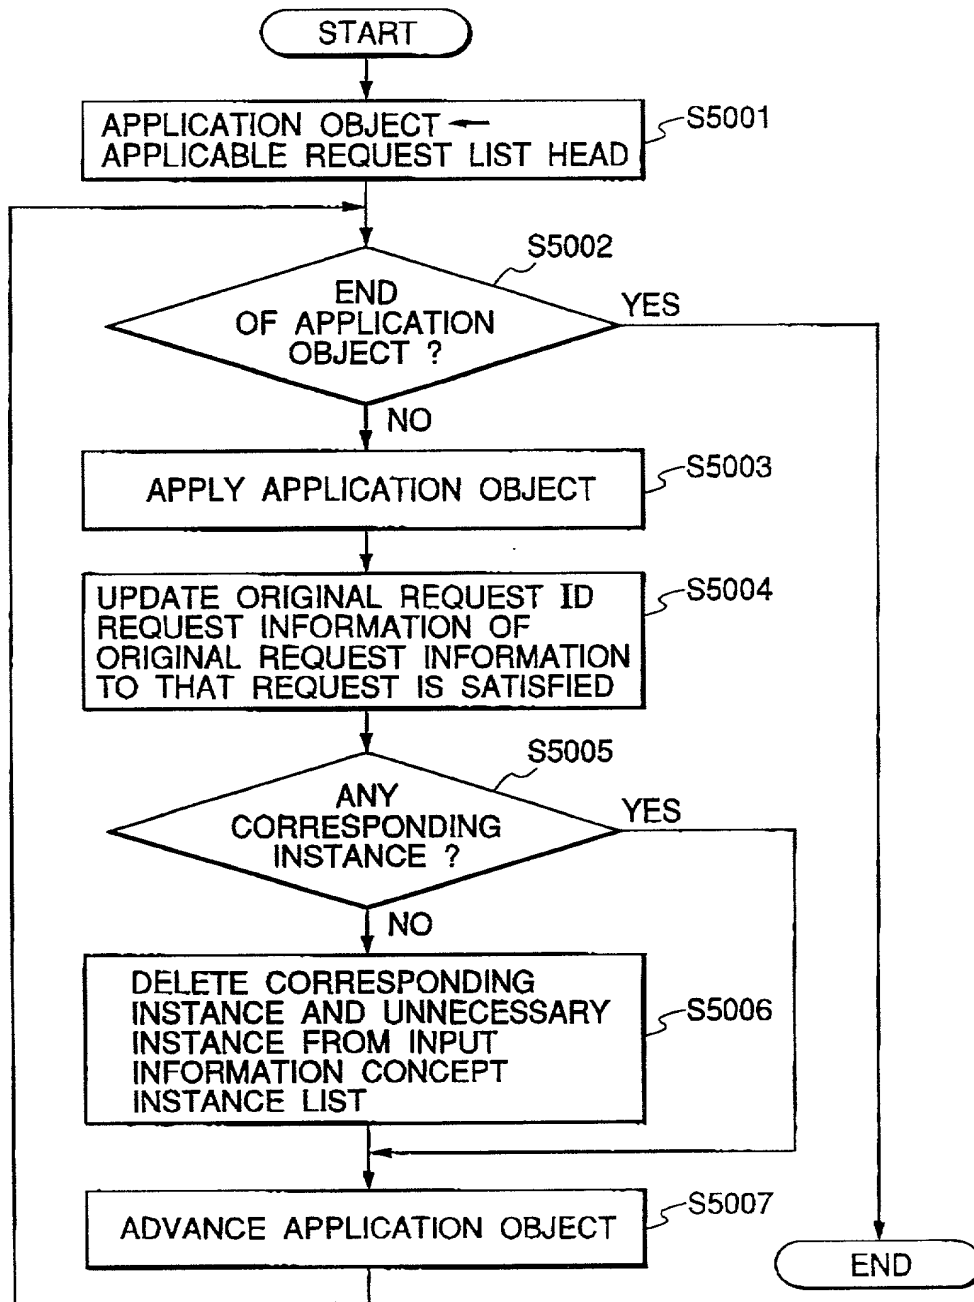 START
APPLICATION OBJECT ←
APPLICABLE REQUEST LIST HEAD
S5001
S5002
END
OF APPLICATION
OBJECT ?
YES
NO
APPLY APPLICATION OBJECT
S5003
UPDATE ORIGINAL REQUEST ID
REQUEST INFORMATION OF
ORIGINAL REQUEST INFORMATION
TO THAT REQUEST IS SATISFIED
S5004
S5005
ANY
CORRESPONDING
INSTANCE ?
YES
NO
DELETE CORRESPONDING
INSTANCE AND UNNECESSARY
INSTANCE FROM INPUT
INFORMATION CONCEPT
INSTANCE LIST
S5006
ADVANCE APPLICATION OBJECT
S5007
END